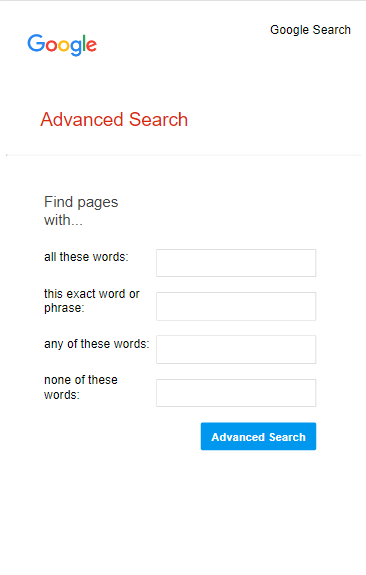 Google
Google Search
Advanced Search
Find pages
with...
all these words:
this exact word or
phrase:
any of these words:
none of these
words:
Advanced Search